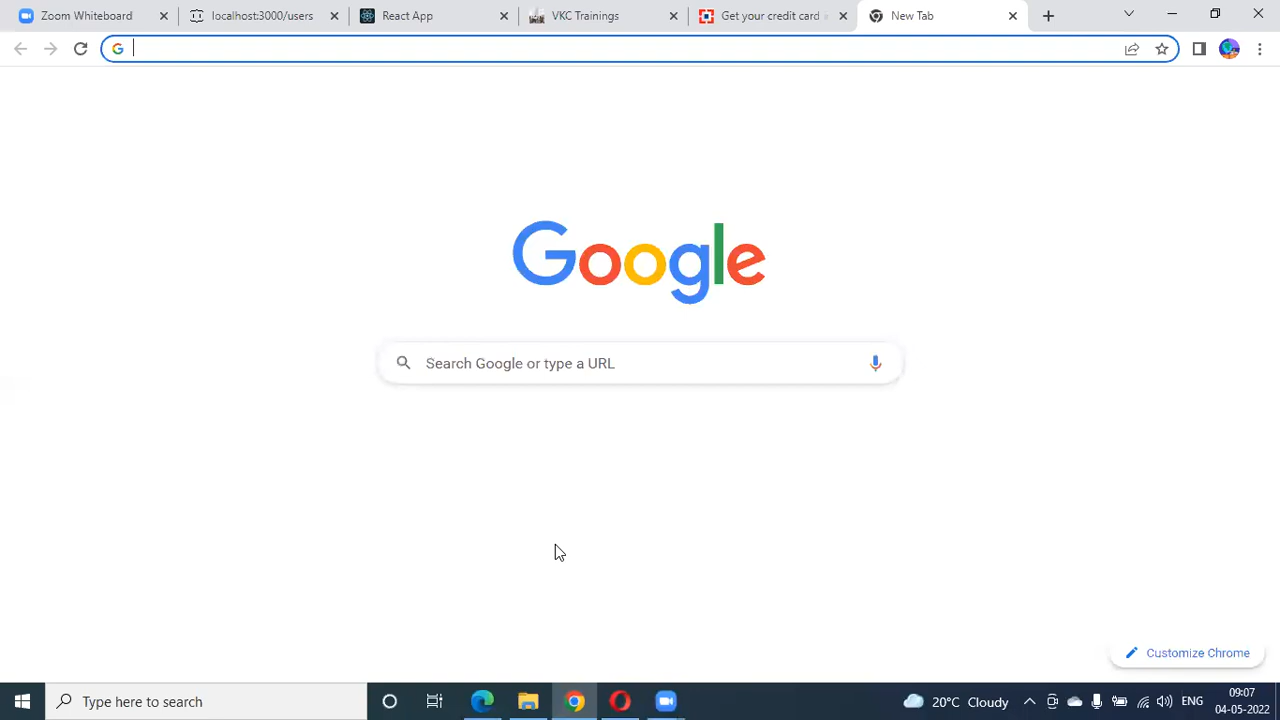 Zoom Whiteboard
localhost:3000/users
React App
VKC Trainings
Get your credit card
New Tab
Google
Search Google or type a URL
Customize Chrome
Type here to search
20°C Cloudy
ENG
09:07
04-05-2022